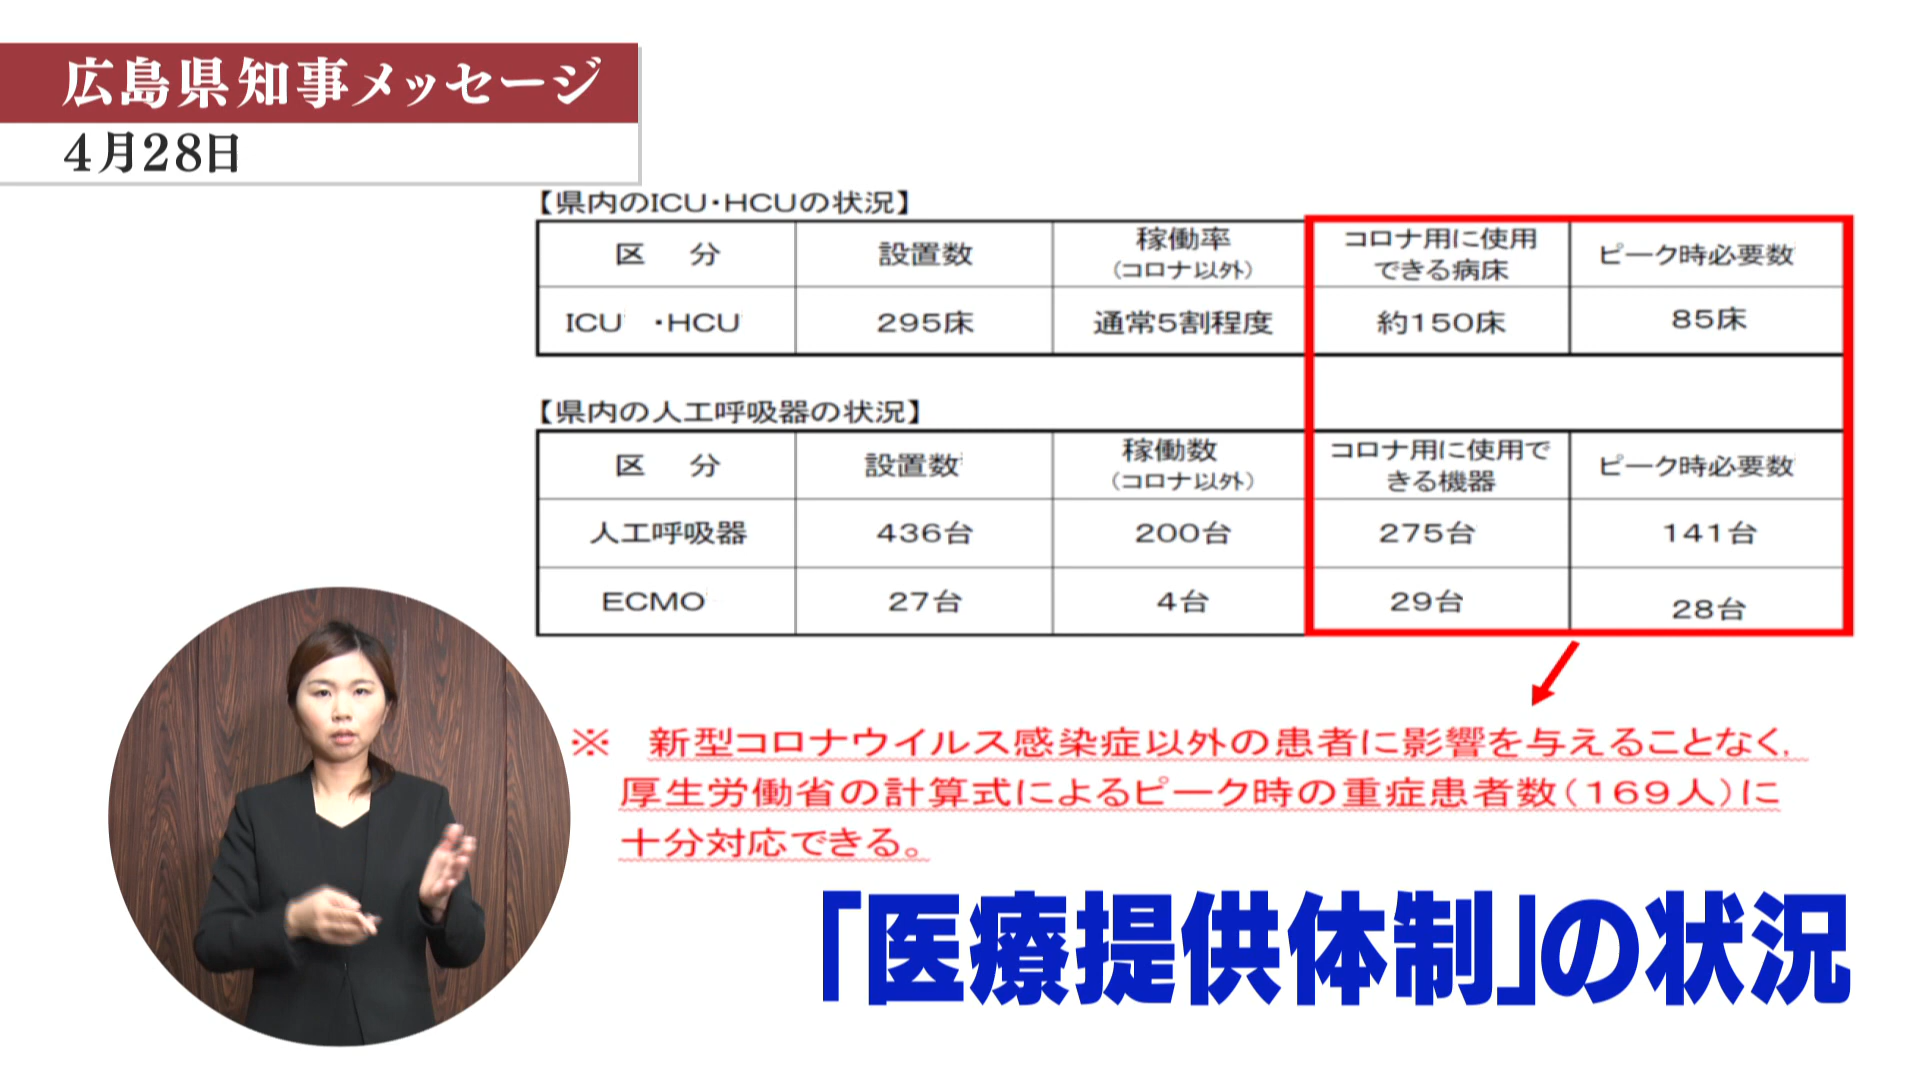 広島県知事メッセージ
4月28日
【県内のICU・HCUの状況】
区　分　設置数　稼働率（コロナ以外）　コロナ用に使用できる病床　ピーク時必要数
ICU ・HCU　295床　通常5割程度　約150床　85床
【県内の人工呼吸器の状況】
区　分　設置数　稼働数（コロナ以外）　コロナ用に使用できる機器　ピーク時必要数
人工呼吸器　436台　200台　275台　141台
ECMO　27台　4台　29台　28台
※　新型コロナウイルス感染症以外の患者に影響を与えることなく，
厚生労働省の計算式によるピーク時の重症患者数（169人）に
十分対応できる。
「医療提供体制」の状況